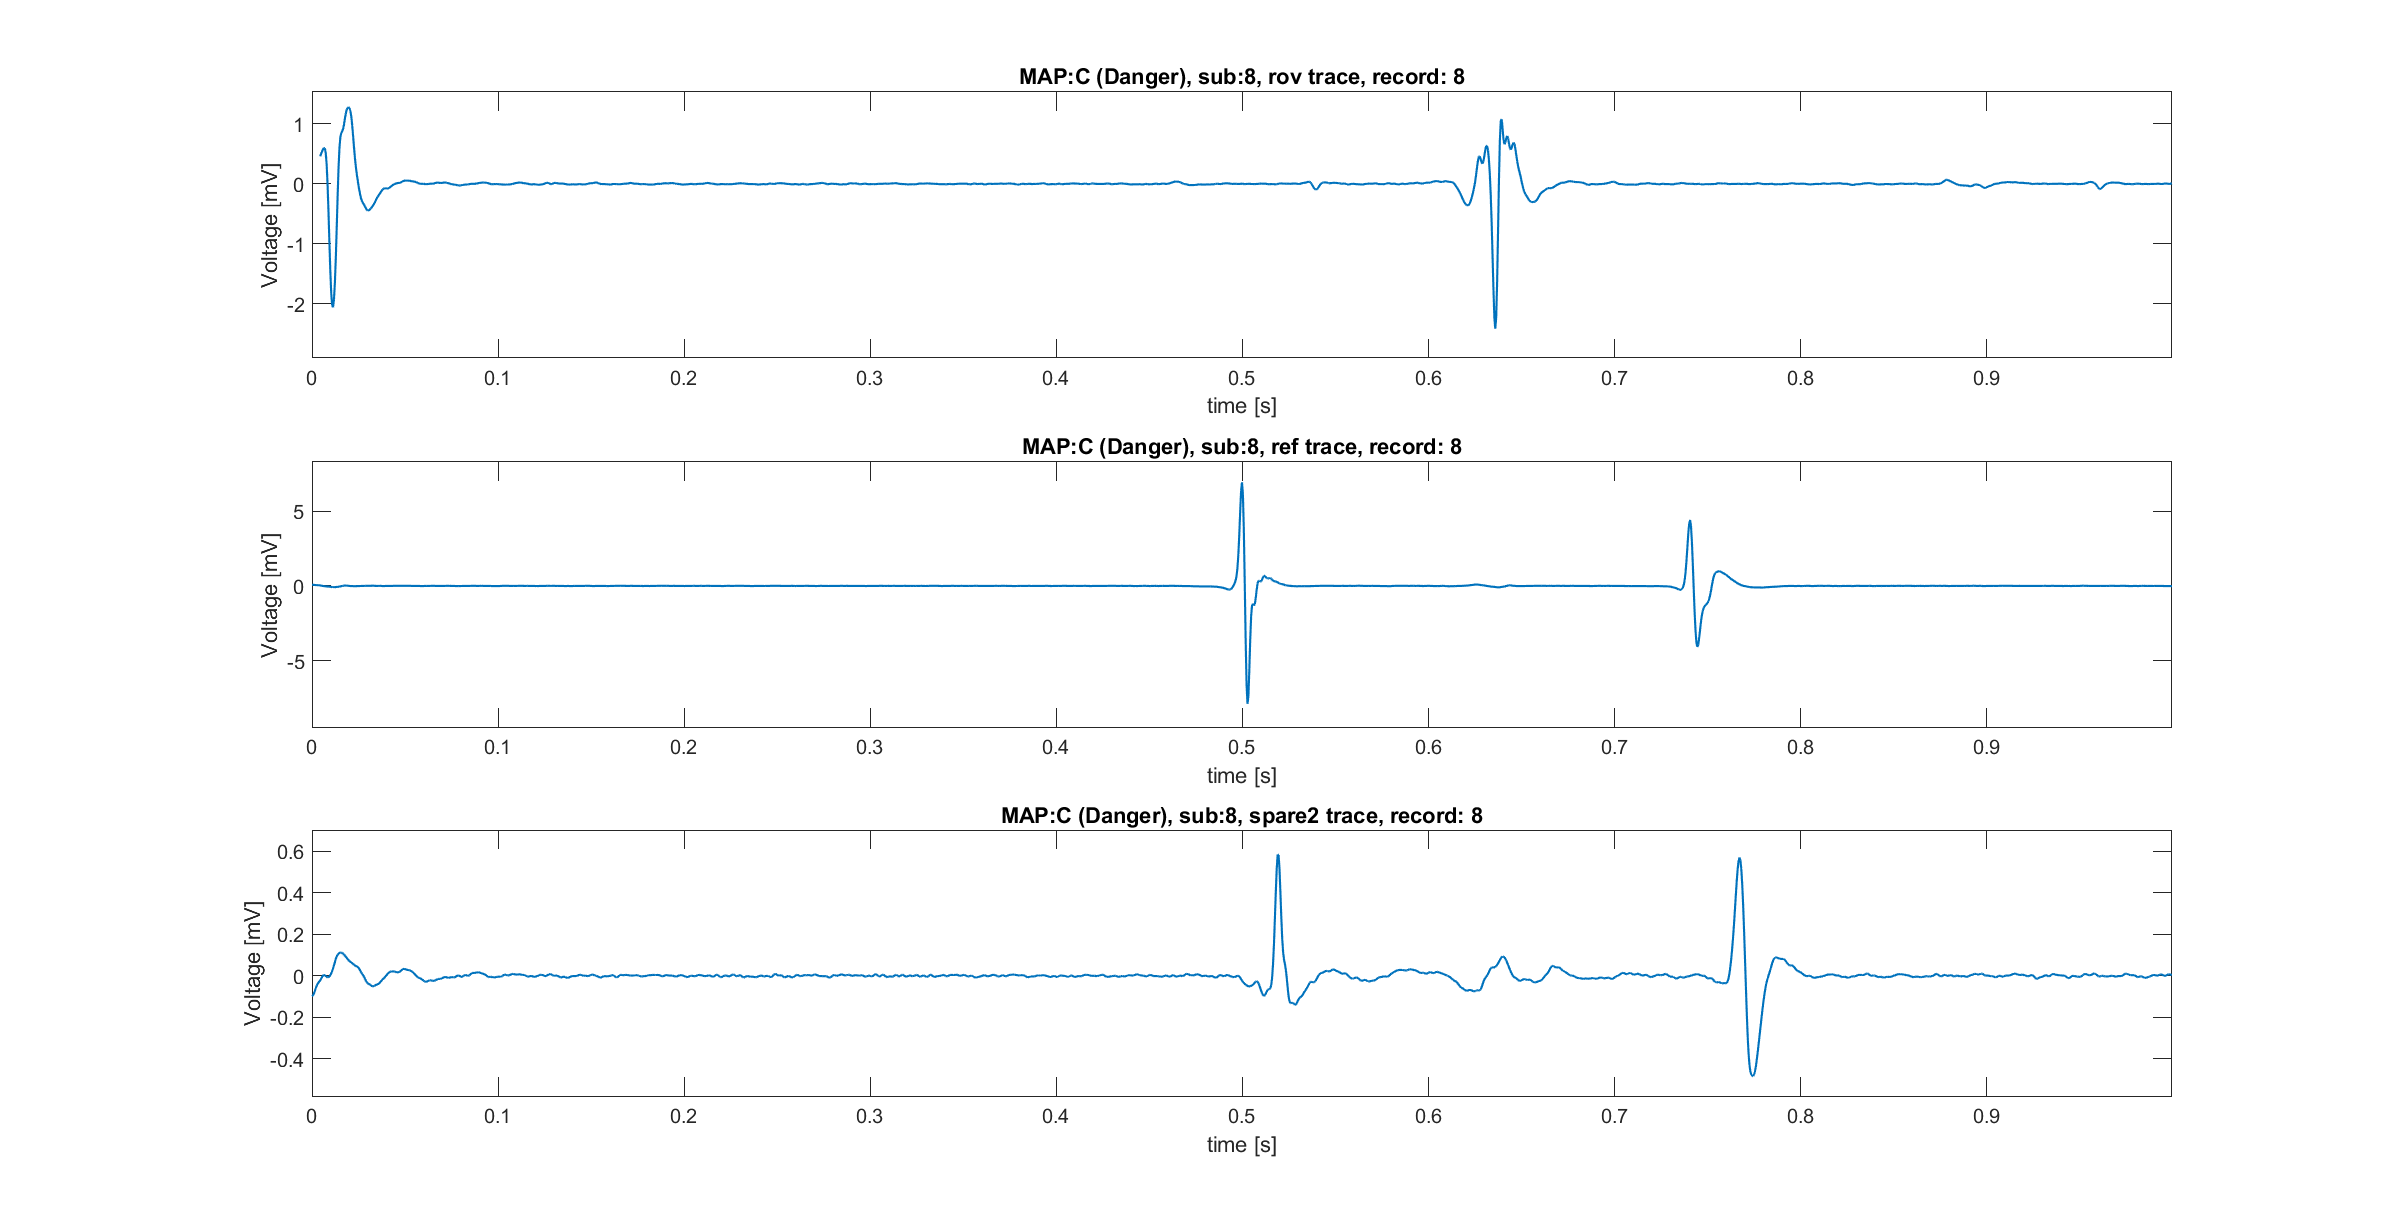 MAP:C (Danger), sub:8, rov trace, record: 8
Voltage [mV]
1
0
-1
-2
0 0.1 0.2 0.3 0.4 0.5 0.6 0.7 0.8 0.9
time [s]
MAP:C (Danger), sub:8, ref trace, record: 8
Voltage [mV]
5
0
-5
0 0.1 0.2 0.3 0.4 0.5 0.6 0.7 0.8 0.9
time [s]
MAP:C (Danger), sub:8, spare2 trace, record: 8
Voltage [mV]
0.6
0.4
0.2
0
-0.2
-0.4
0 0.1 0.2 0.3 0.4 0.5 0.6 0.7 0.8 0.9
time [s]